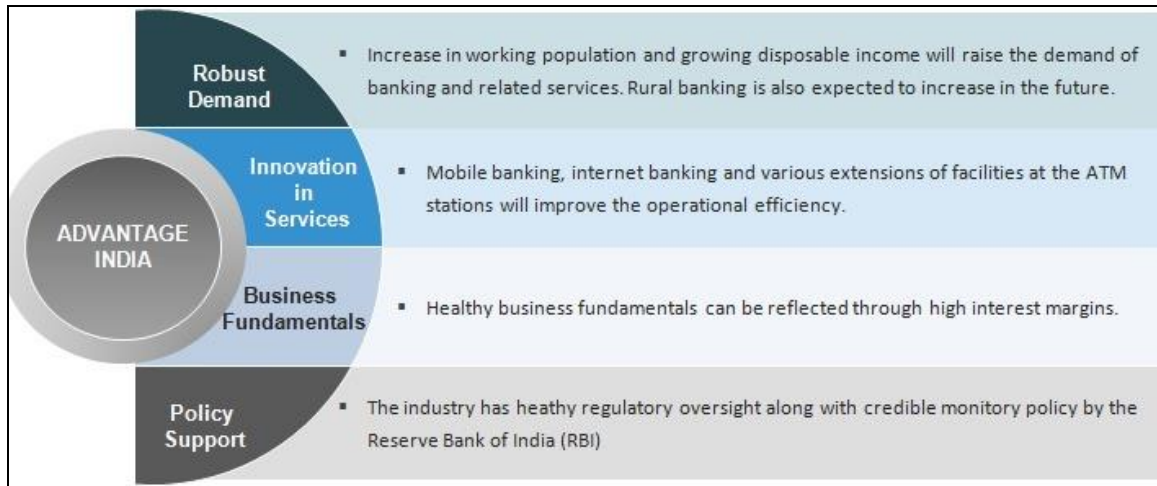 ADVANTAGE
INDIA
Robust
Demand
▪ Increase in working population and growing disposable income will raise the demand of
banking and related services. Rural banking is also expected to increase in the future.
Innovation
in
Services
▪ Mobile banking, internet banking and various extensions of facilities at the ATM
stations will improve the operational efficiency.
Business
Fundamentals
▪ Healthy business fundamentals can be reflected through high interest margins.
Policy
Support
▪ The industry has heathy regulatory oversight along with credible monitory policy by the
Reserve Bank of India (RBI)